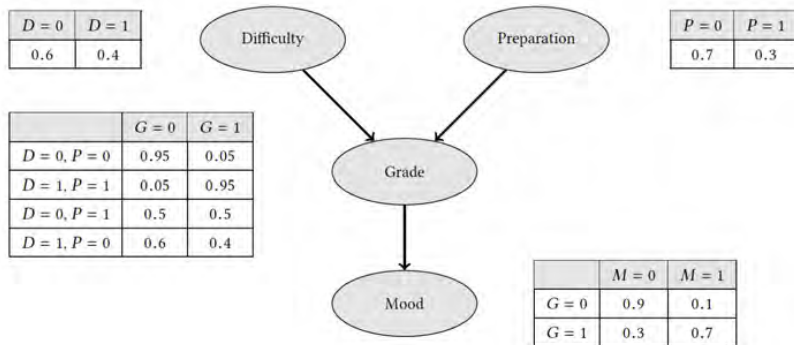 D = 0 D = 1
0.6 0.4
Difficulty
Preparation
P = 0 P = 1
0.7 0.3
G = 0 G = 1
D = 0, P = 0 0.95 0.05
D = 1, P = 1 0.05 0.95
D = 0, P = 1 0.5 0.5
D = 1, P = 0 0.6 0.4
Grade
Mood
M = 0 M = 1
G = 0 0.9 0.1
G = 1 0.3 0.7